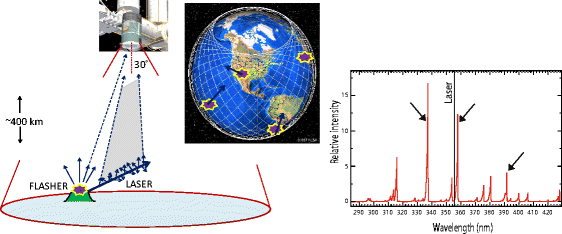 30°
~400 km
FLASHER
LASER
Relative intensity
15
10
5
0
Laser
290 300 310 320 330 340 350 360 370 380 390 400 410 420
Wavelength (nm)